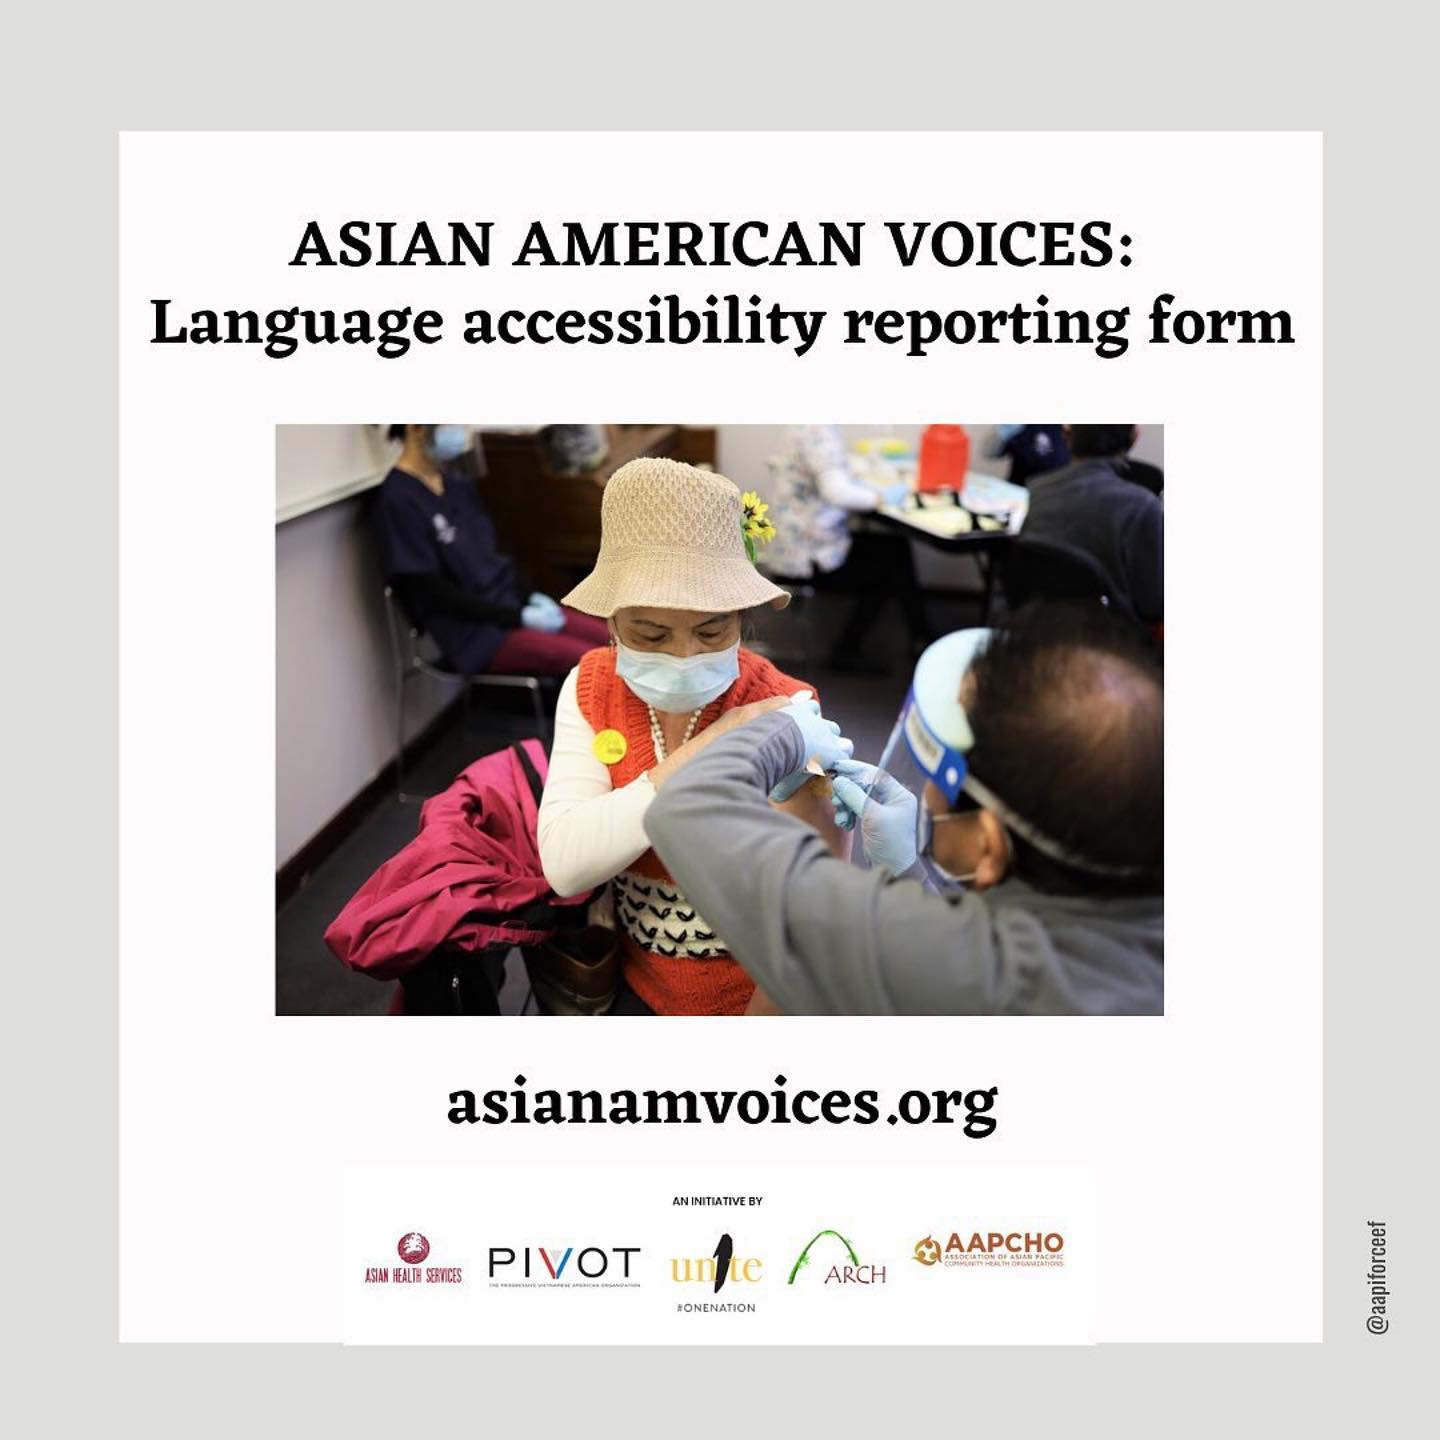 ASIAN AMERICAN VOICES:
Language accessibility reporting form
asianamvoices.org
AN INITIATIVE BY
ASIAN HEALTH SERVICES
PIVOT
THE PROGRESSIVE VIETNAMESE AMERICAN ORGANIZATION
un1te
#ONENATION
ARCH
AAPCHO
ASSOCIATION OF ASIAN PACIFIC
COMMUNITY HEALTH ORGANIZATIONS
@aapiforceef